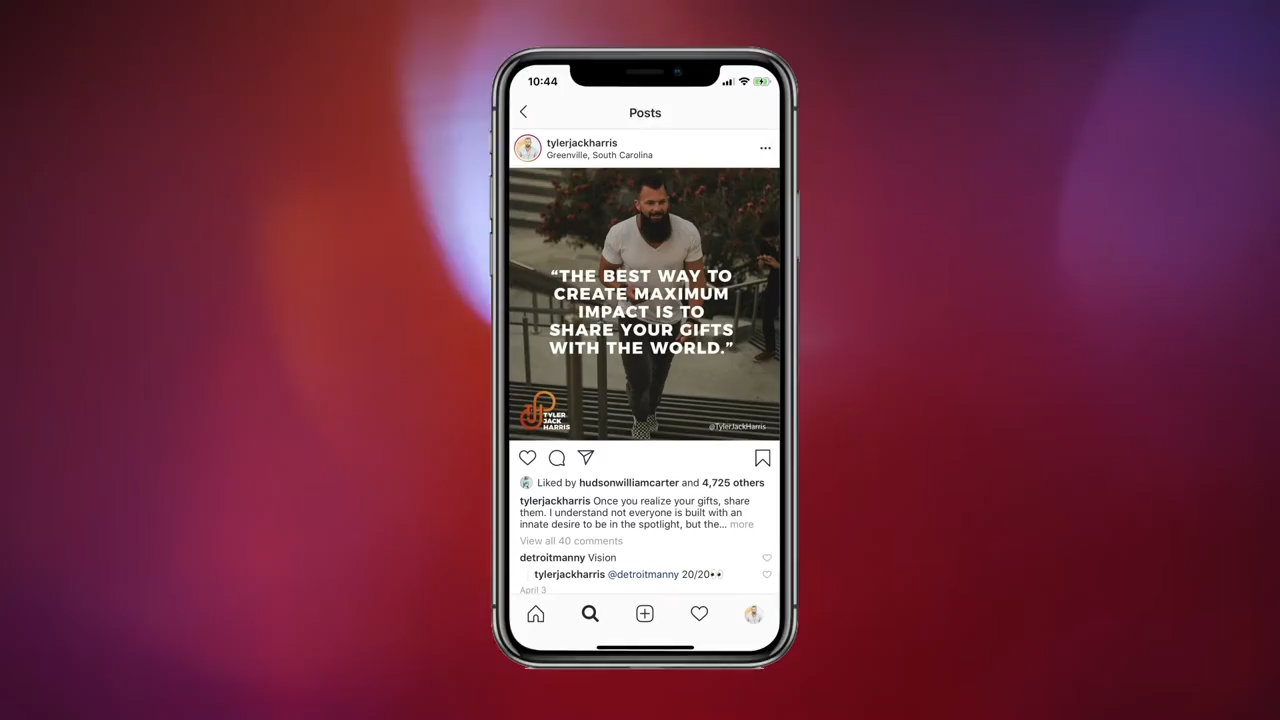 10:44
Posts
tylerjackharris
Greenville, South Carolina
“THE BEST WAY TO
CREATE MAXIMUM
IMPACT IS TO
SHARE YOUR GIFTS
WITH THE WORLD.”
TYLER
JACK
HARRIS
@TylerJackHarris
Liked by hudsonwilliamcarter and 4,725 others
tylerjackharris Once you realize your gifts, share
them. I understand not everyone is built with an
innate desire to be in the spotlight, but the... more
View all 40 comments
detroitmanny Vision
tylerjackharris @detroitmanny 20/20👀
April 3